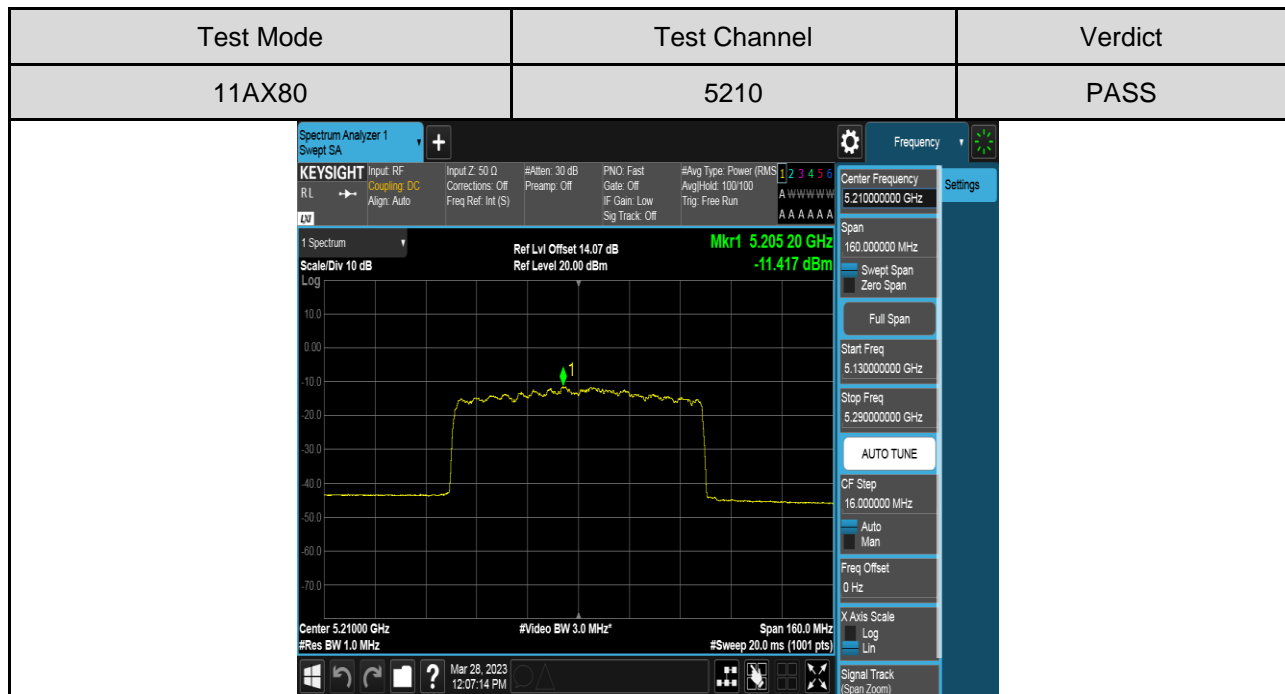 Test Mode Test Channel Verdict
11AX80 5210 PASS
Spectrum Analyzer 1
Swept SA
+
Frequency
KEYSIGHT Input: RF Input Z: 50 Ω #Atten: 30 dB PNO: Fast #Avg Type: Power (RMS 1 2 3 4 5 6
RL Coupling: DC Corrections: Off Preamp: Off Gate: Off Avg|Hold: 100/100 A W W W W W
Align: Auto Freq Ref: Int (S) IF Gain: Low Trig: Free Run
Sig Track: Off A A A A A A
LXI
1 Spectrum Ref Lvl Offset 14.07 dB Mkr1 5.205 20 GHz
Scale/Div 10 dB Ref Level 20.00 dBm -11.417 dBm
Log
10.0
0.00
-10.0
1
-20.0
-30.0
-40.0
-50.0
-60.0
-70.0
Center 5.21000 GHz #Video BW 3.0 MHz* Span 160.0 MHz
#Res BW 1.0 MHz #Sweep 20.0 ms (1001 pts)
? Mar 28, 2023
12:07:14 PM
Center Frequency
5.210000000 GHz
Settings
Span
160.000000 MHz
Swept Span
Zero Span
Full Span
Start Freq
5.130000000 GHz
Stop Freq
5.290000000 GHz
AUTO TUNE
CF Step
16.000000 MHz
Auto
Man
Freq Offset
0 Hz
X Axis Scale
Log
Lin
Signal Track
(Span Zoom)